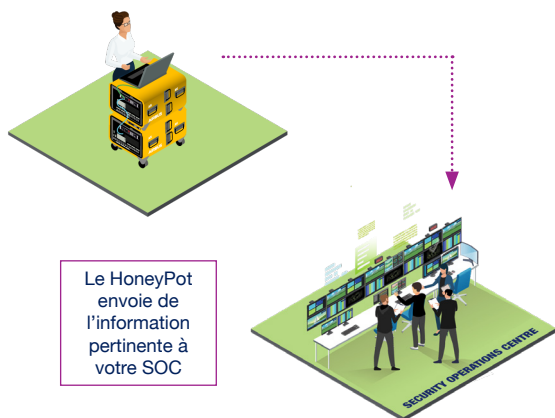 Le HoneyPot
envoie de
l’information
pertinente à
votre SOC
SECURITY OPERATIONS CENTRE